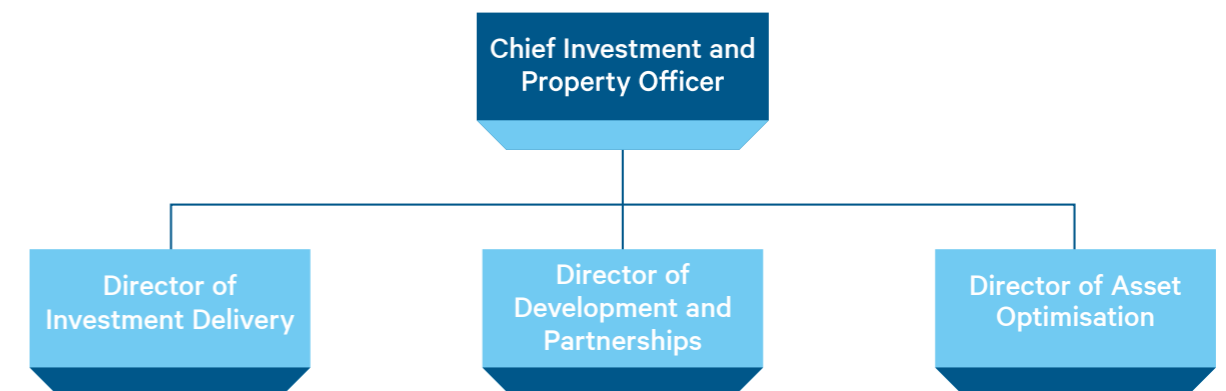 Chief Investment and
Property Officer
Director of
Investment Delivery
Director of
Development and
Partnerships
Director of Asset
Optimisation